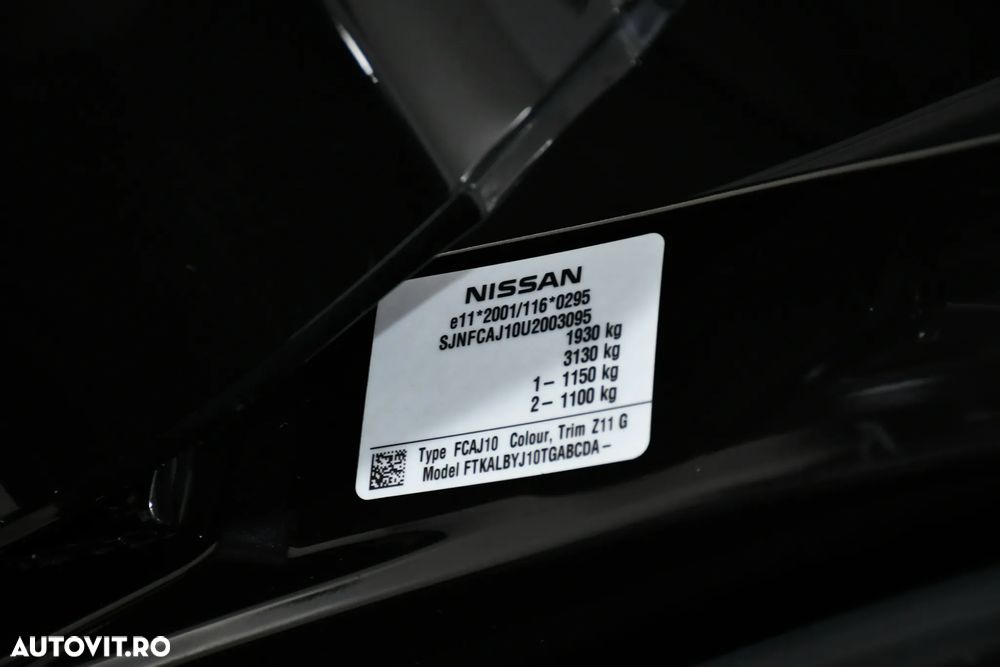 NISSAN
e11*2001/116*0295
SJNFCAJ10U2003095
1930 kg
3130 kg
1– 1150 kg
2– 1100 kg
Type FCAJ10 Colour, Trim Z11 G
Model FTKALBYJ10TGABCDA–
AUTOVIT.RO